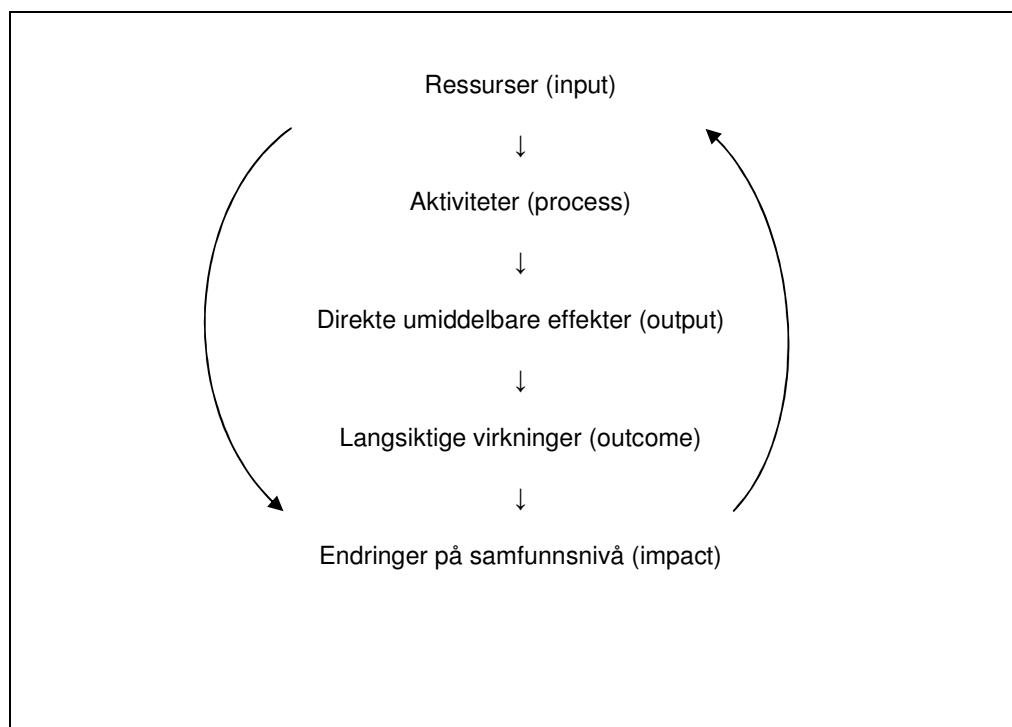 Ressurser (input)
↓
Aktiviteter (process)
↓
Direkte umiddelbare effekter (output)
↓
Langsiktige virkninger (outcome)
↓
Endringer på samfunnsnivå (impact)